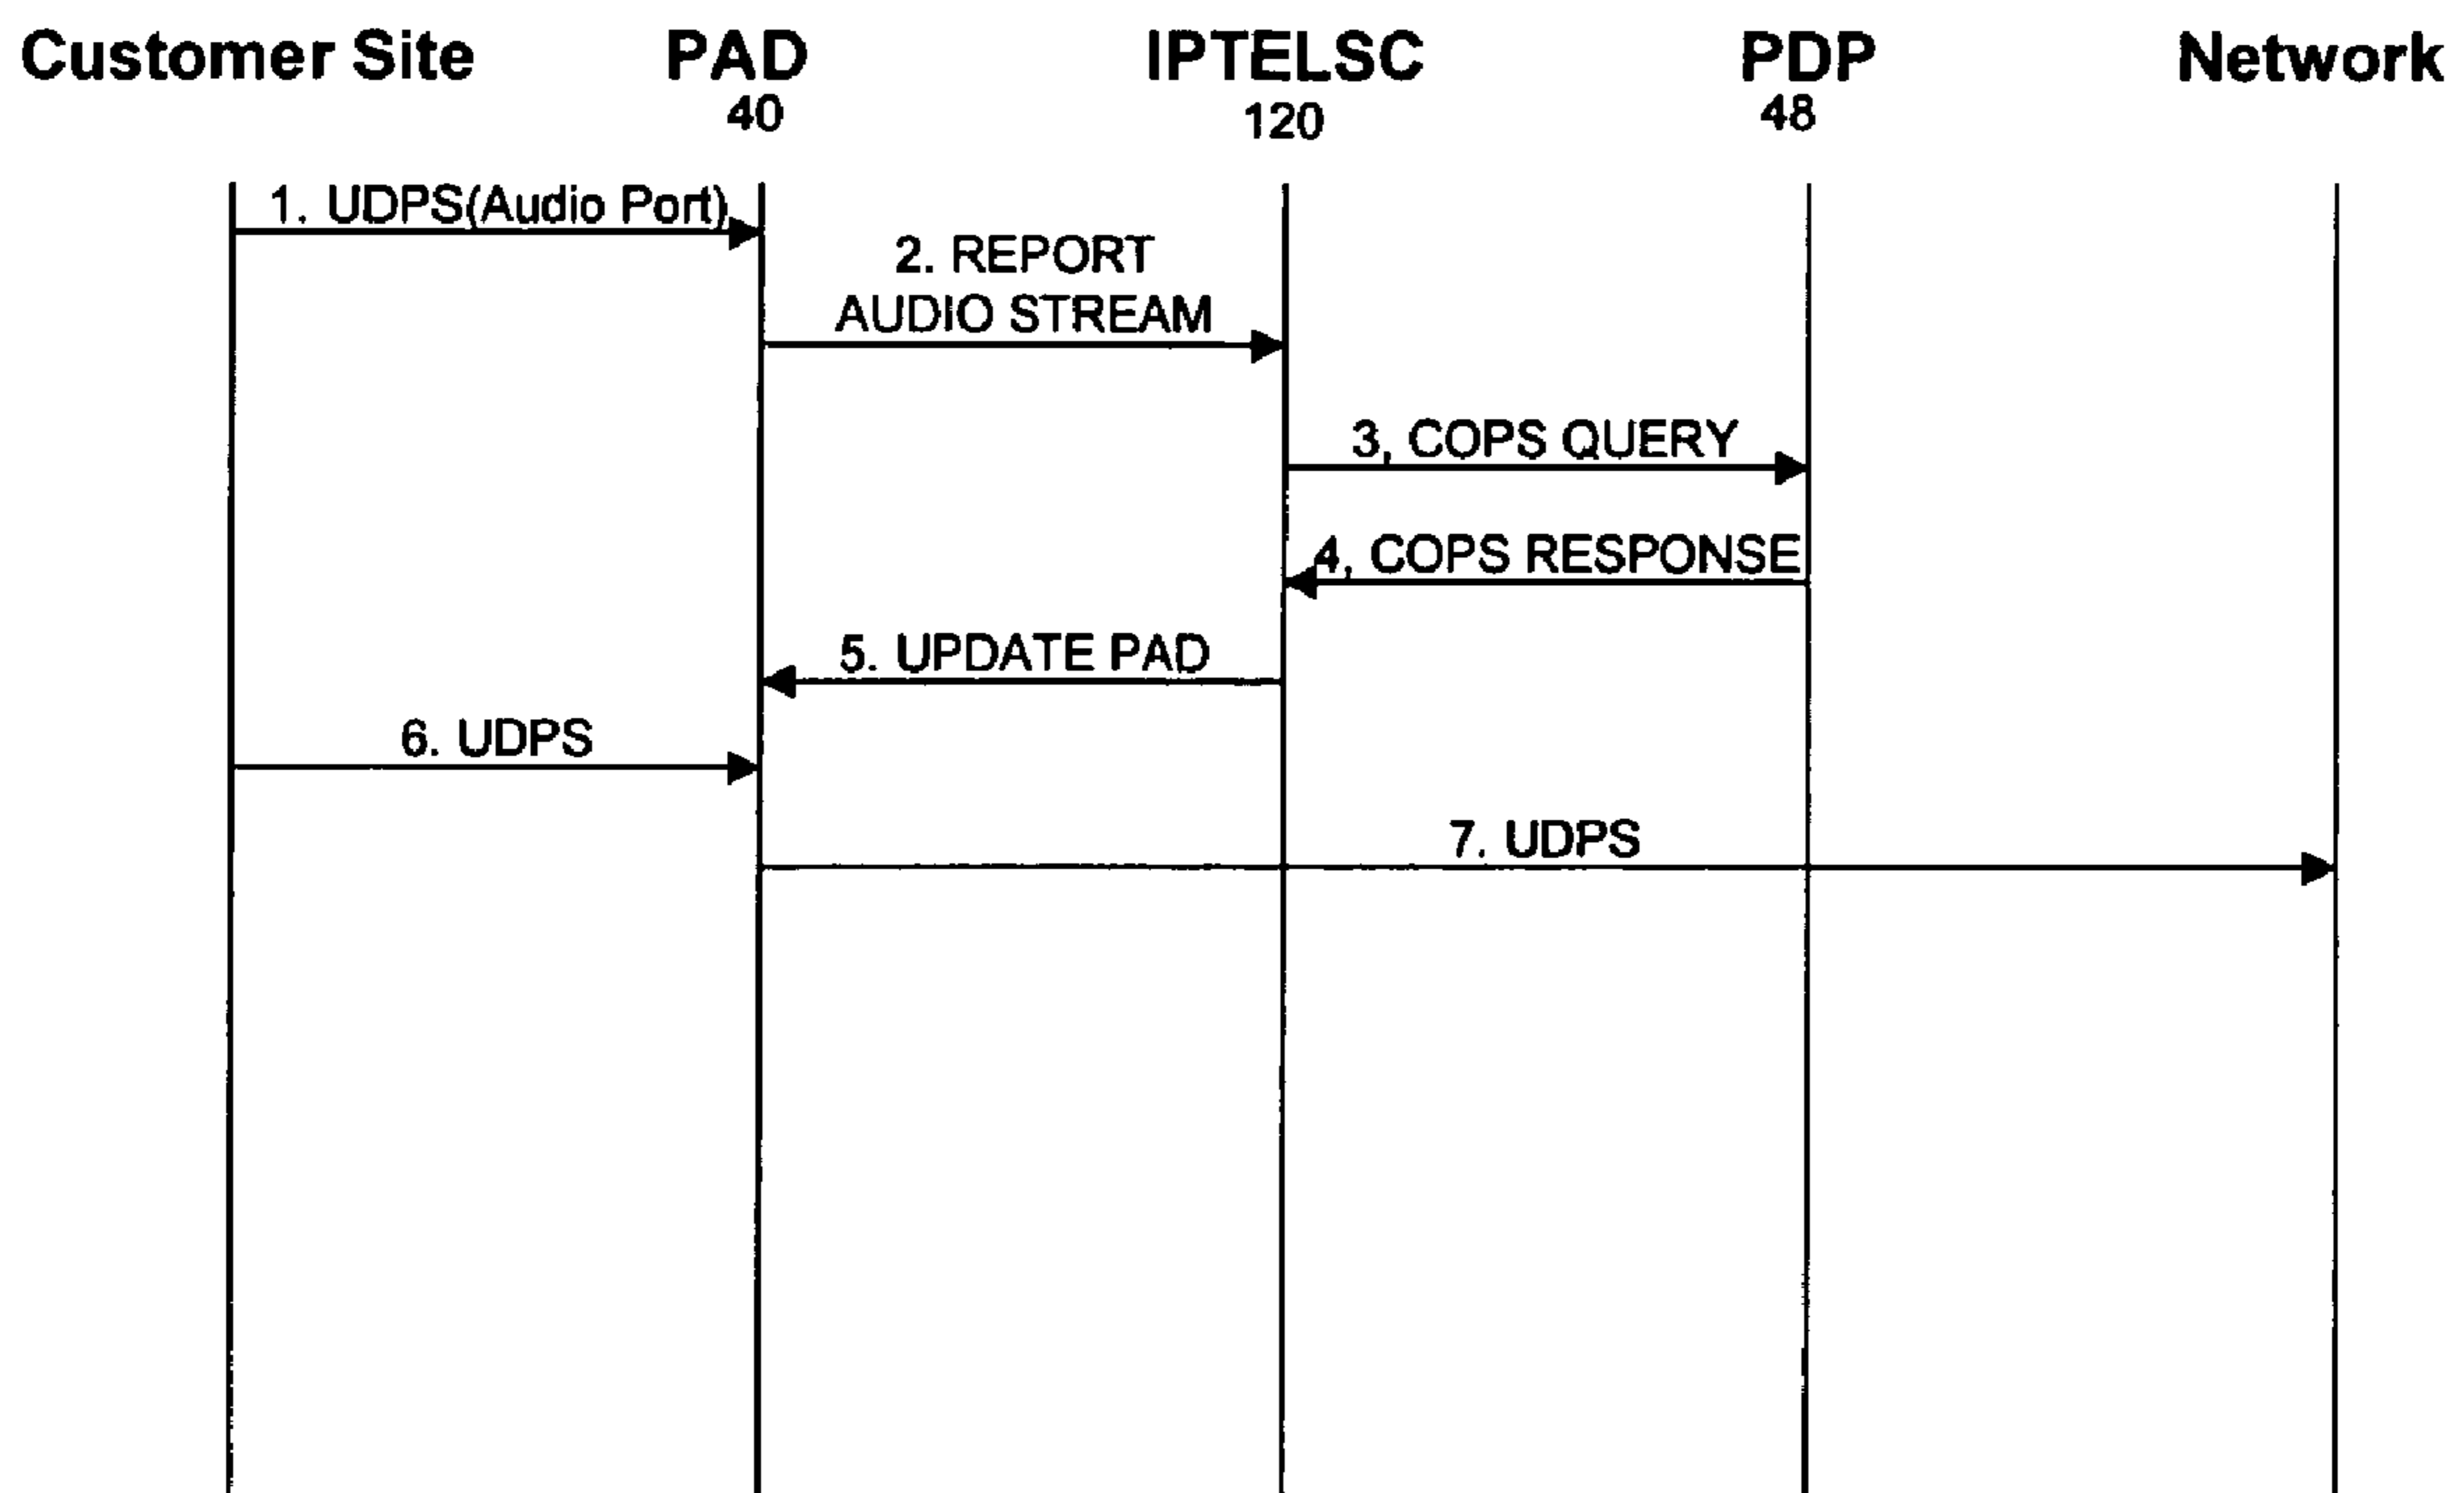 Customer Site PAD IPTELSC PDP Network
40 120 48
1. UDPS(Audio Port)
2. REPORT
AUDIO STREAM
3, COPS QUERY
4, COPS RESPONSE
5. UPDATE PAD
6. UDPS
7. UDPS